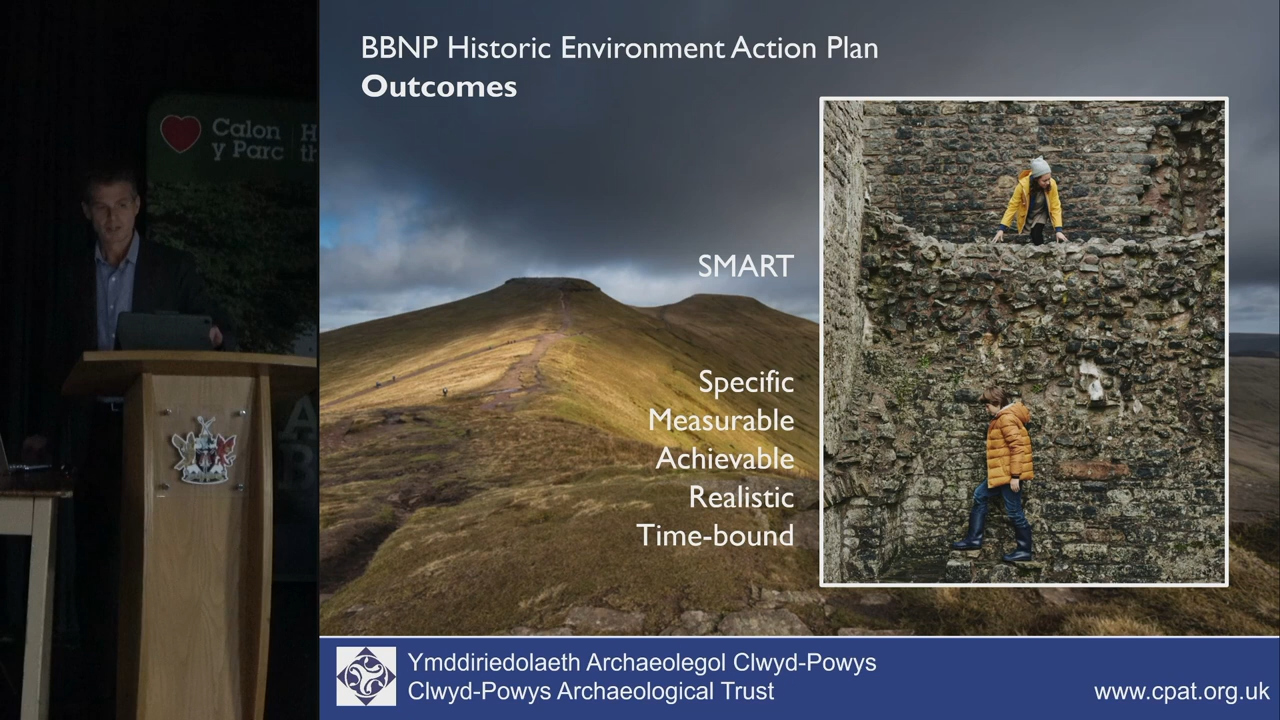 Calon
y Parc
BBNP Historic Environment Action Plan
Outcomes
SMART
Specific
Measurable
Achievable
Realistic
Time-bound
Ymddiriedolaeth Archaeolegol Clwyd-Powys
Clwyd-Powys Archaeological Trust
www.cpat.org.uk